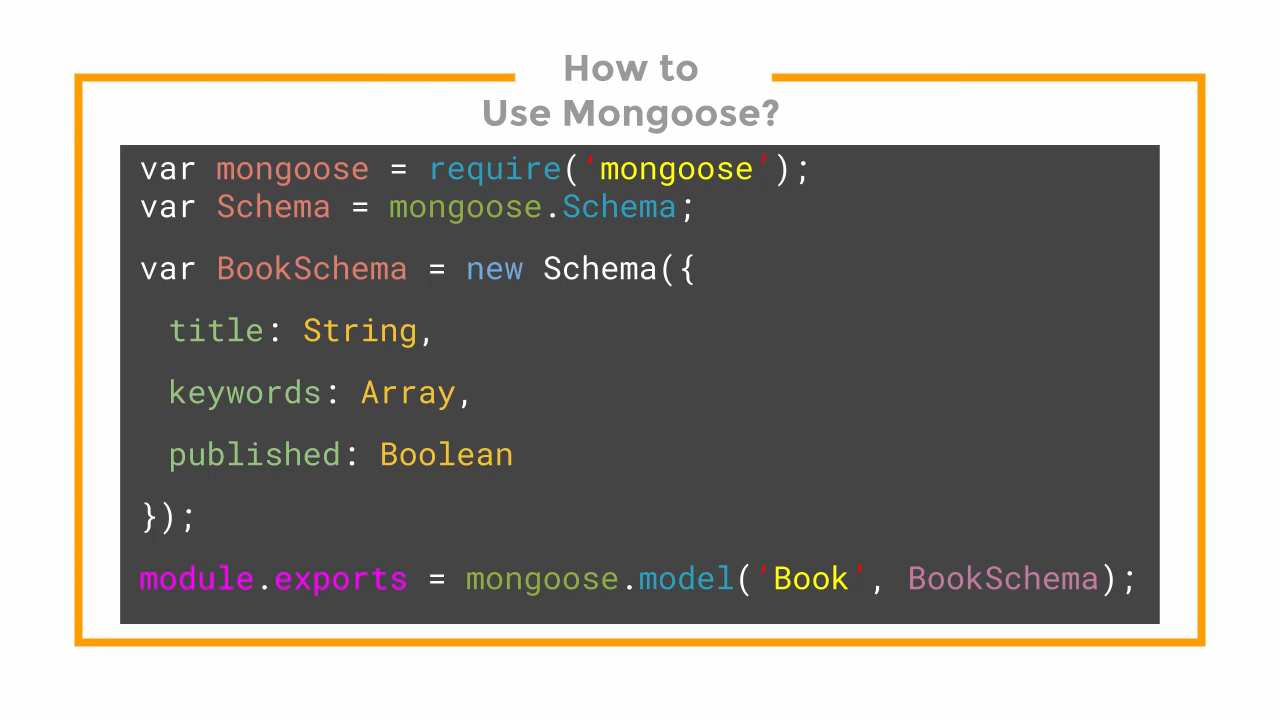 How to
Use Mongoose?
var mongoose = require(‘mongoose’);
var Schema = mongoose.Schema;
var BookSchema = new Schema({
title: String,
keywords: Array,
published: Boolean
});
module.exports = mongoose.model(‘Book’, BookSchema);